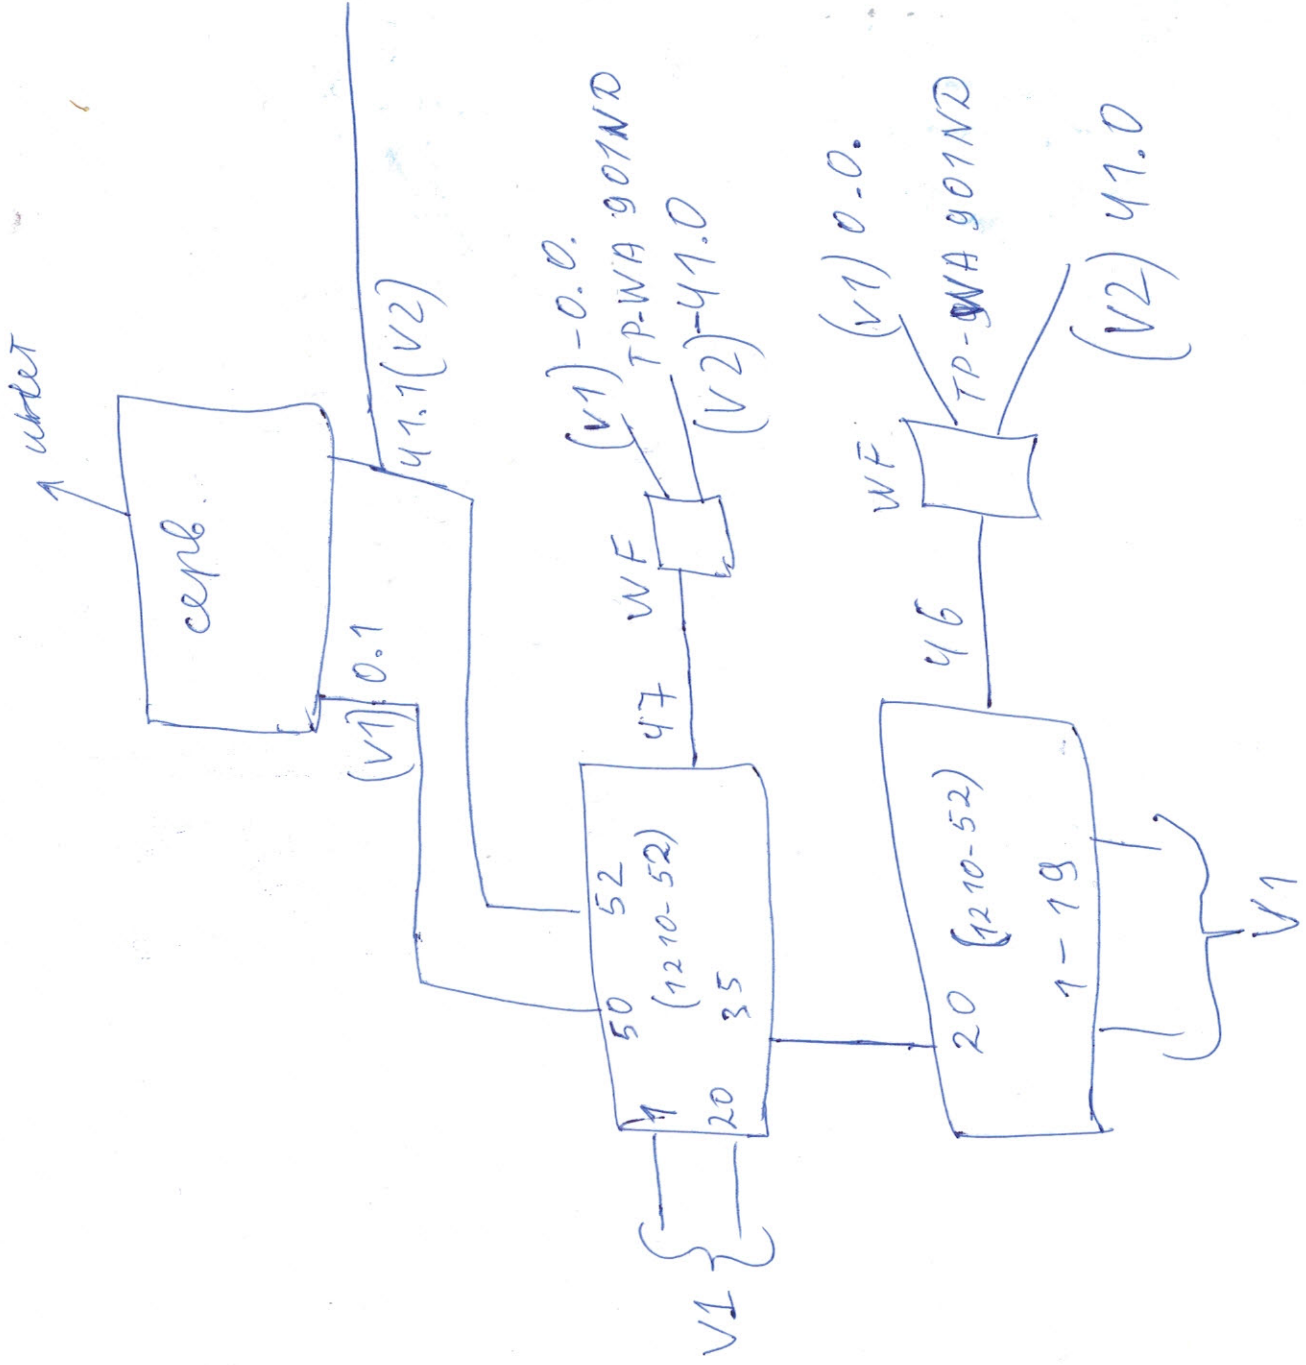 инет
серв.
(V1) 0.1
41.1 (V2)
50 52
(1210-52)
1
20 35
V1
47
WF
(V1) - 0.0.
TP-WA 901ND
(V2) - 41.0
20 (1210-52)
1-19
V1
46
WF
(V1) 0.0.
TP-WA 901ND
(V2) 41.0